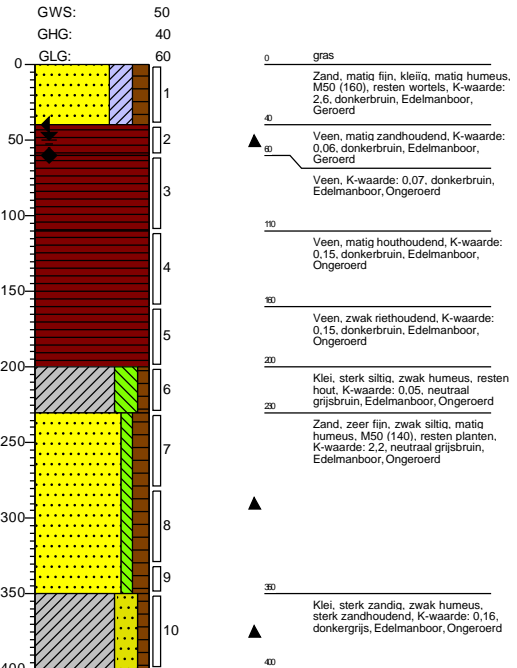 GWS: 50
GHG: 40
GLG: 60
0
50
100
150
200
250
300
350
400
1
2
3
4
5
6
7
8
9
10
0
gras
Zand, matig fijn, kleiïg, matig humeus,
M50 (160), resten wortels, K-waarde:
2,6, donkerbruin, Edelmanboor,
Geroerd
40
Veen, matig zandhoudend, K-waarde:
0,06, donkerbruin, Edelmanboor,
Geroerd
60
Veen, K-waarde: 0,07, donkerbruin,
Edelmanboor, Ongeroerd
110
Veen, matig houthoudend, K-waarde:
0,15, donkerbruin, Edelmanboor,
Ongeroerd
160
Veen, zwak riethoudend, K-waarde:
0,15, donkerbruin, Edelmanboor,
Ongeroerd
200
Klei, sterk siltig, zwak humeus, resten
hout, K-waarde: 0,05, neutraal
grijsbruin, Edelmanboor, Ongeroerd
230
Zand, zeer fijn, zwak siltig, matig
humeus, M50 (140), resten planten,
K-waarde: 2,2, neutraal grijsbruin,
Edelmanboor, Ongeroerd
350
Klei, sterk zandig, zwak humeus,
sterk zandhoudend, K-waarde: 0,16,
donkergrijs, Edelmanboor, Ongeroerd
400